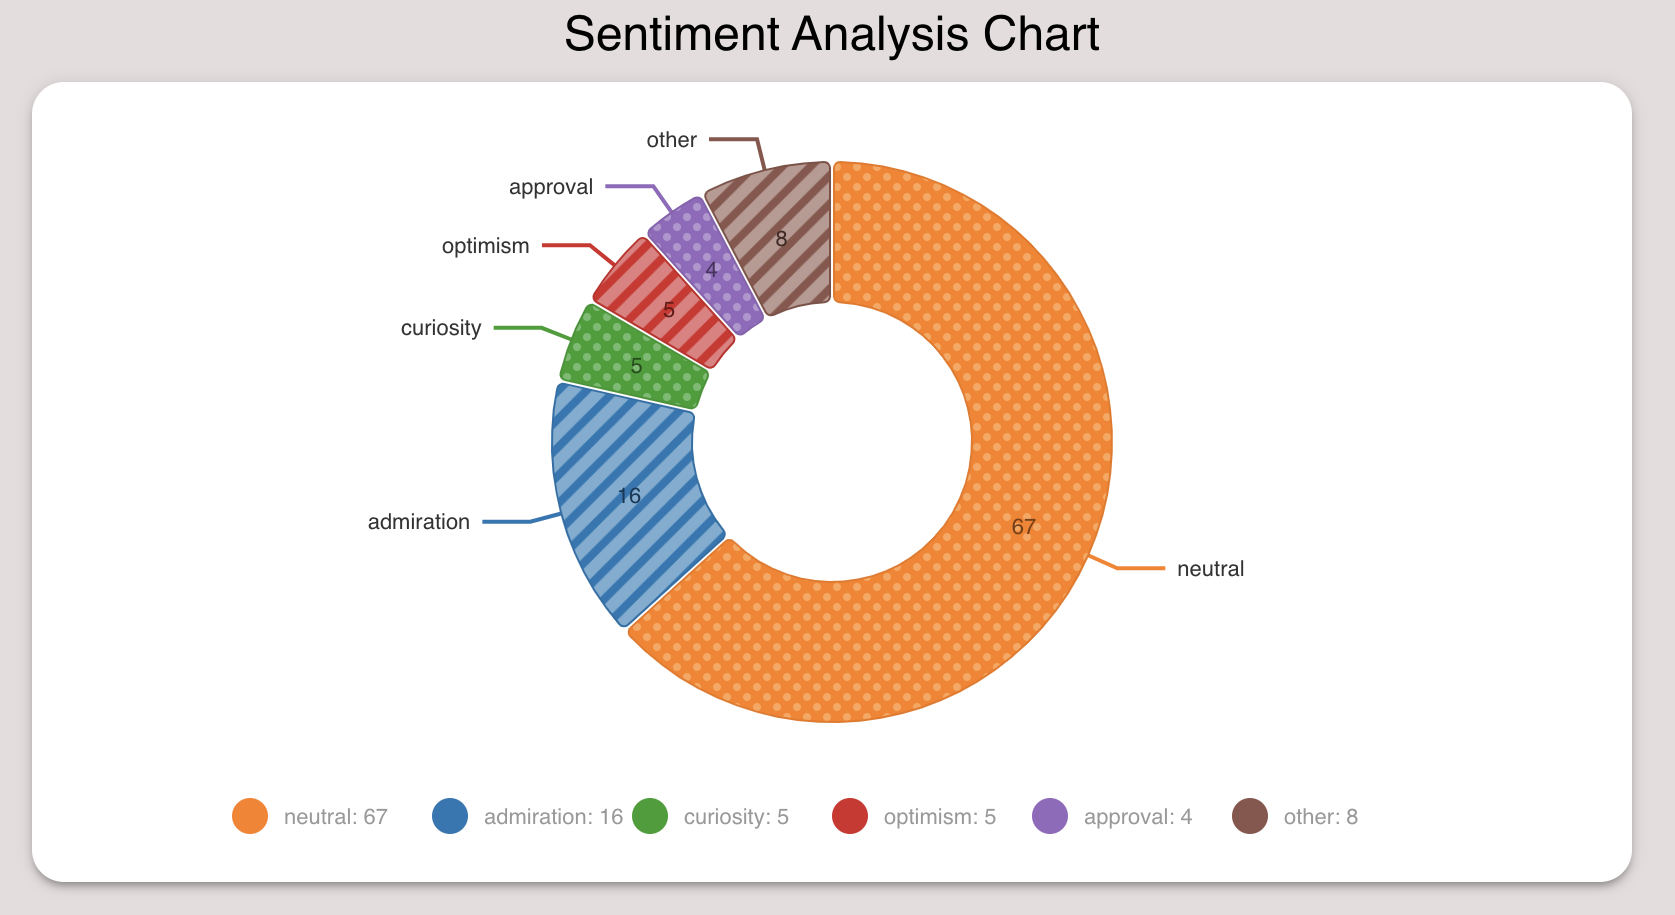 Sentiment Analysis Chart
other
approval
optimism
curiosity
admiration
neutral
8
4
5
5
16
67
neutral: 67
admiration: 16
curiosity: 5
optimism: 5
approval: 4
other: 8